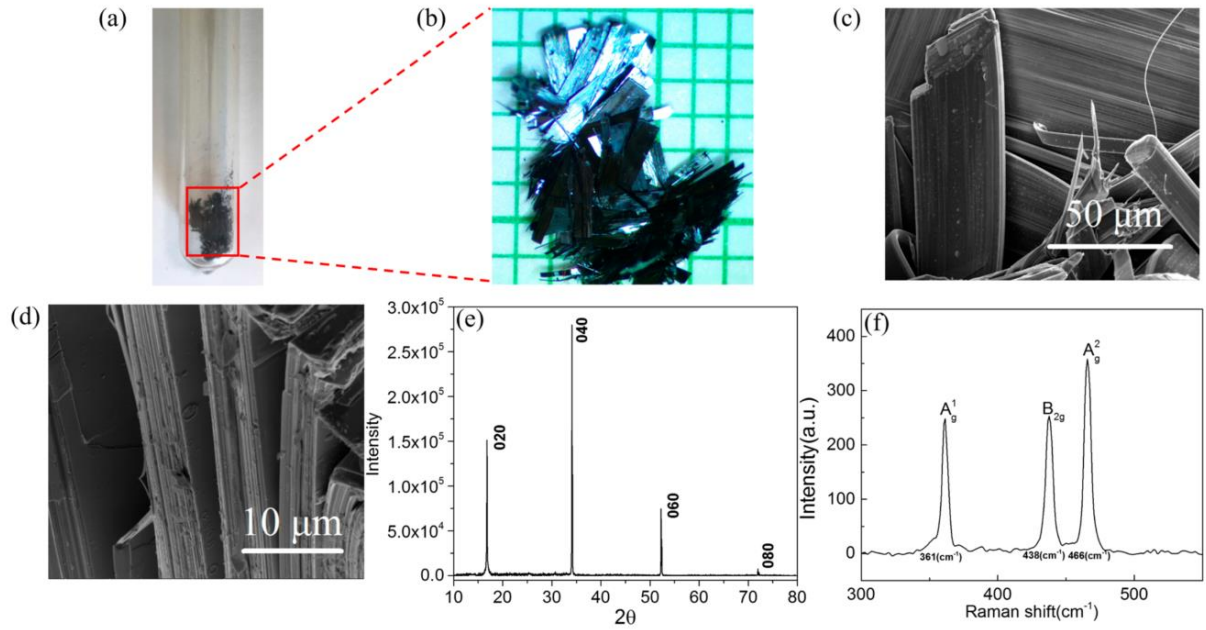 (a)
(b)
(c)
50 μm
(d)
10 μm
(e)
3.0x10⁵
2.5x10⁵
2.0x10⁵
1.5x10⁵
1.0x10⁵
5.0x10⁴
0.0
Intensity
020
040
060
080
10 20 30 40 50 60 70 80
2θ
(f)
400
300
200
100
0
Intensity(a.u.)
A¹g
B₂g
A²g
361(cm⁻¹) 438(cm⁻¹) 466(cm⁻¹)
300 400 500
Raman shift(cm⁻¹)